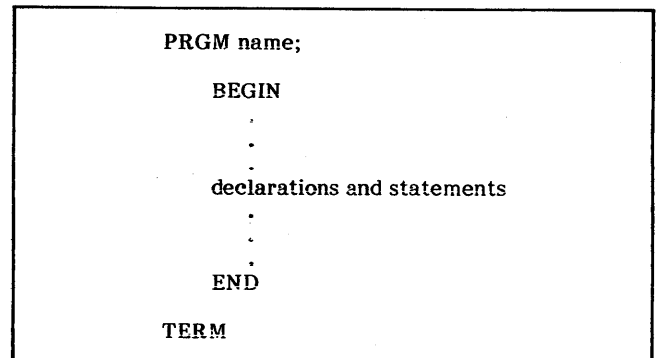 PRGM name;
BEGIN
.
.
.
declarations and statements
.
.
.
END
TERM